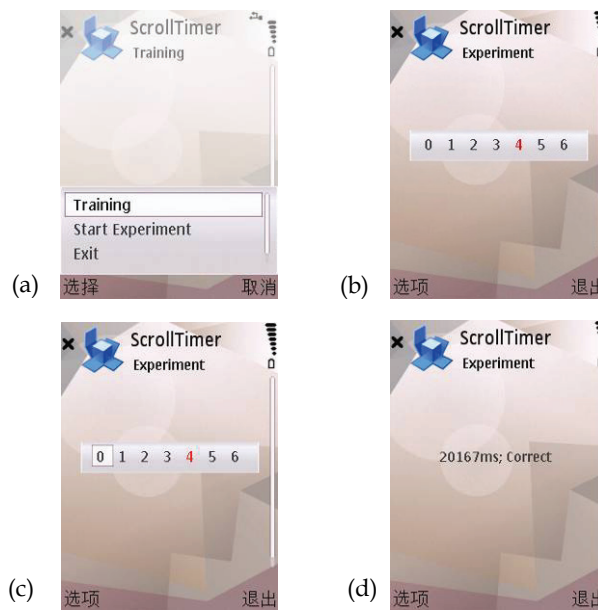 ScrollTimer
Training
Training
Start Experiment
Exit
选择 取消
(a)
ScrollTimer
Experiment
0 1 2 3 4 5 6
选项 退出
(b)
ScrollTimer
Experiment
0 1 2 3 4 5 6
选项 退出
(c)
ScrollTimer
Experiment
20167ms; Correct
选项 退出
(d)